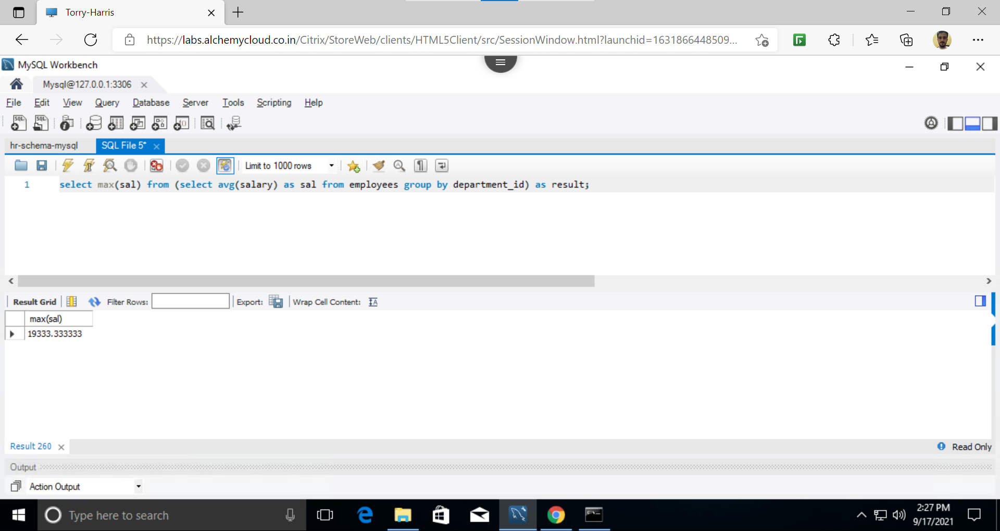 Torry-Harris
https://labs.alchemycloud.co.in/Citrix/StoreWeb/clients/HTML5Client/src/SessionWindow.html?launchid=1631866448509...
MySQL Workbench
Mysql@127.0.0.1:3306
File Edit View Query Database Server Tools Scripting Help
hr-schema-mysql SQL File 5*
Limit to 1000 rows
1 select max(sal) from (select avg(salary) as sal from employees group by department_id) as result;
Result Grid Filter Rows: Export: Wrap Cell Content:
max(sal)
19333.333333
Result 260 Read Only
Output
Action Output
Type here to search
2:27 PM
9/17/2021